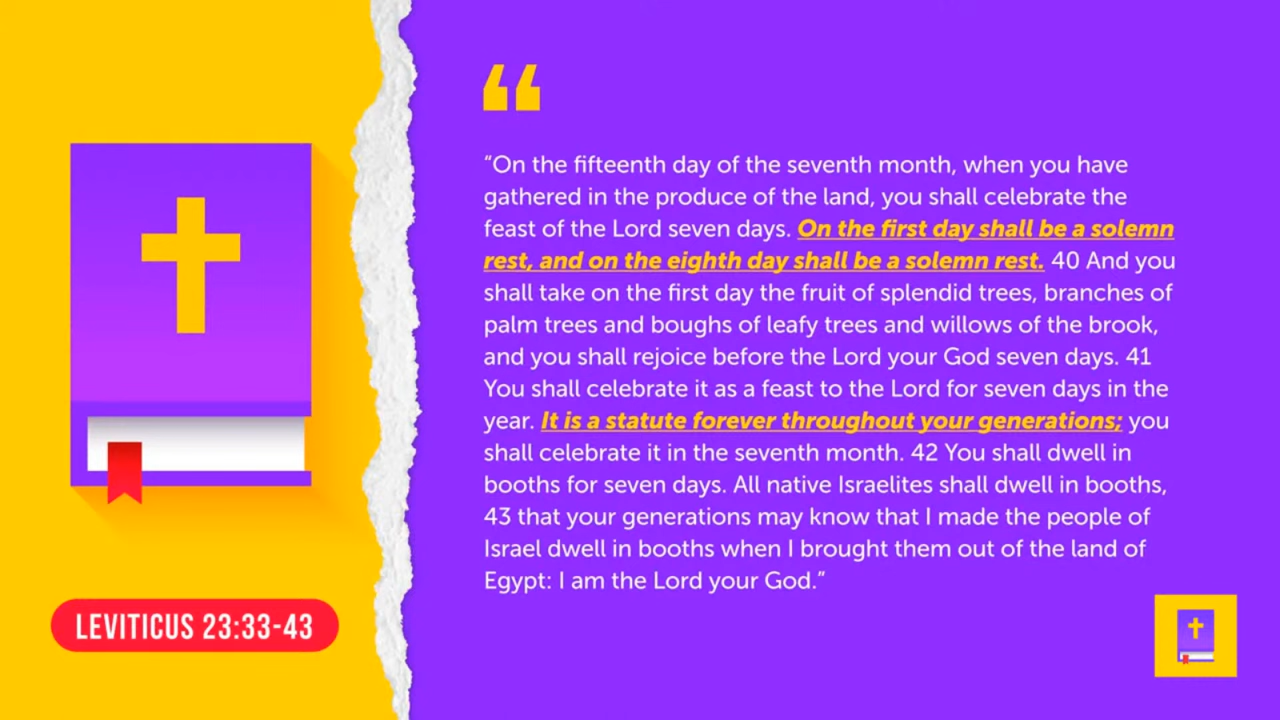 “On the fifteenth day of the seventh month, when you have
gathered in the produce of the land, you shall celebrate the
feast of the Lord seven days. On the first day shall be a solemn
rest, and on the eighth day shall be a solemn rest. 40 And you
shall take on the first day the fruit of splendid trees, branches of
palm trees and boughs of leafy trees and willows of the brook,
and you shall rejoice before the Lord your God seven days. 41
You shall celebrate it as a feast to the Lord for seven days in the
year. It is a statute forever throughout your generations; you
shall celebrate it in the seventh month. 42 You shall dwell in
booths for seven days. All native Israelites shall dwell in booths,
43 that your generations may know that I made the people of
Israel dwell in booths when I brought them out of the land of
Egypt: I am the Lord your God.”
LEVITICUS 23:33-43